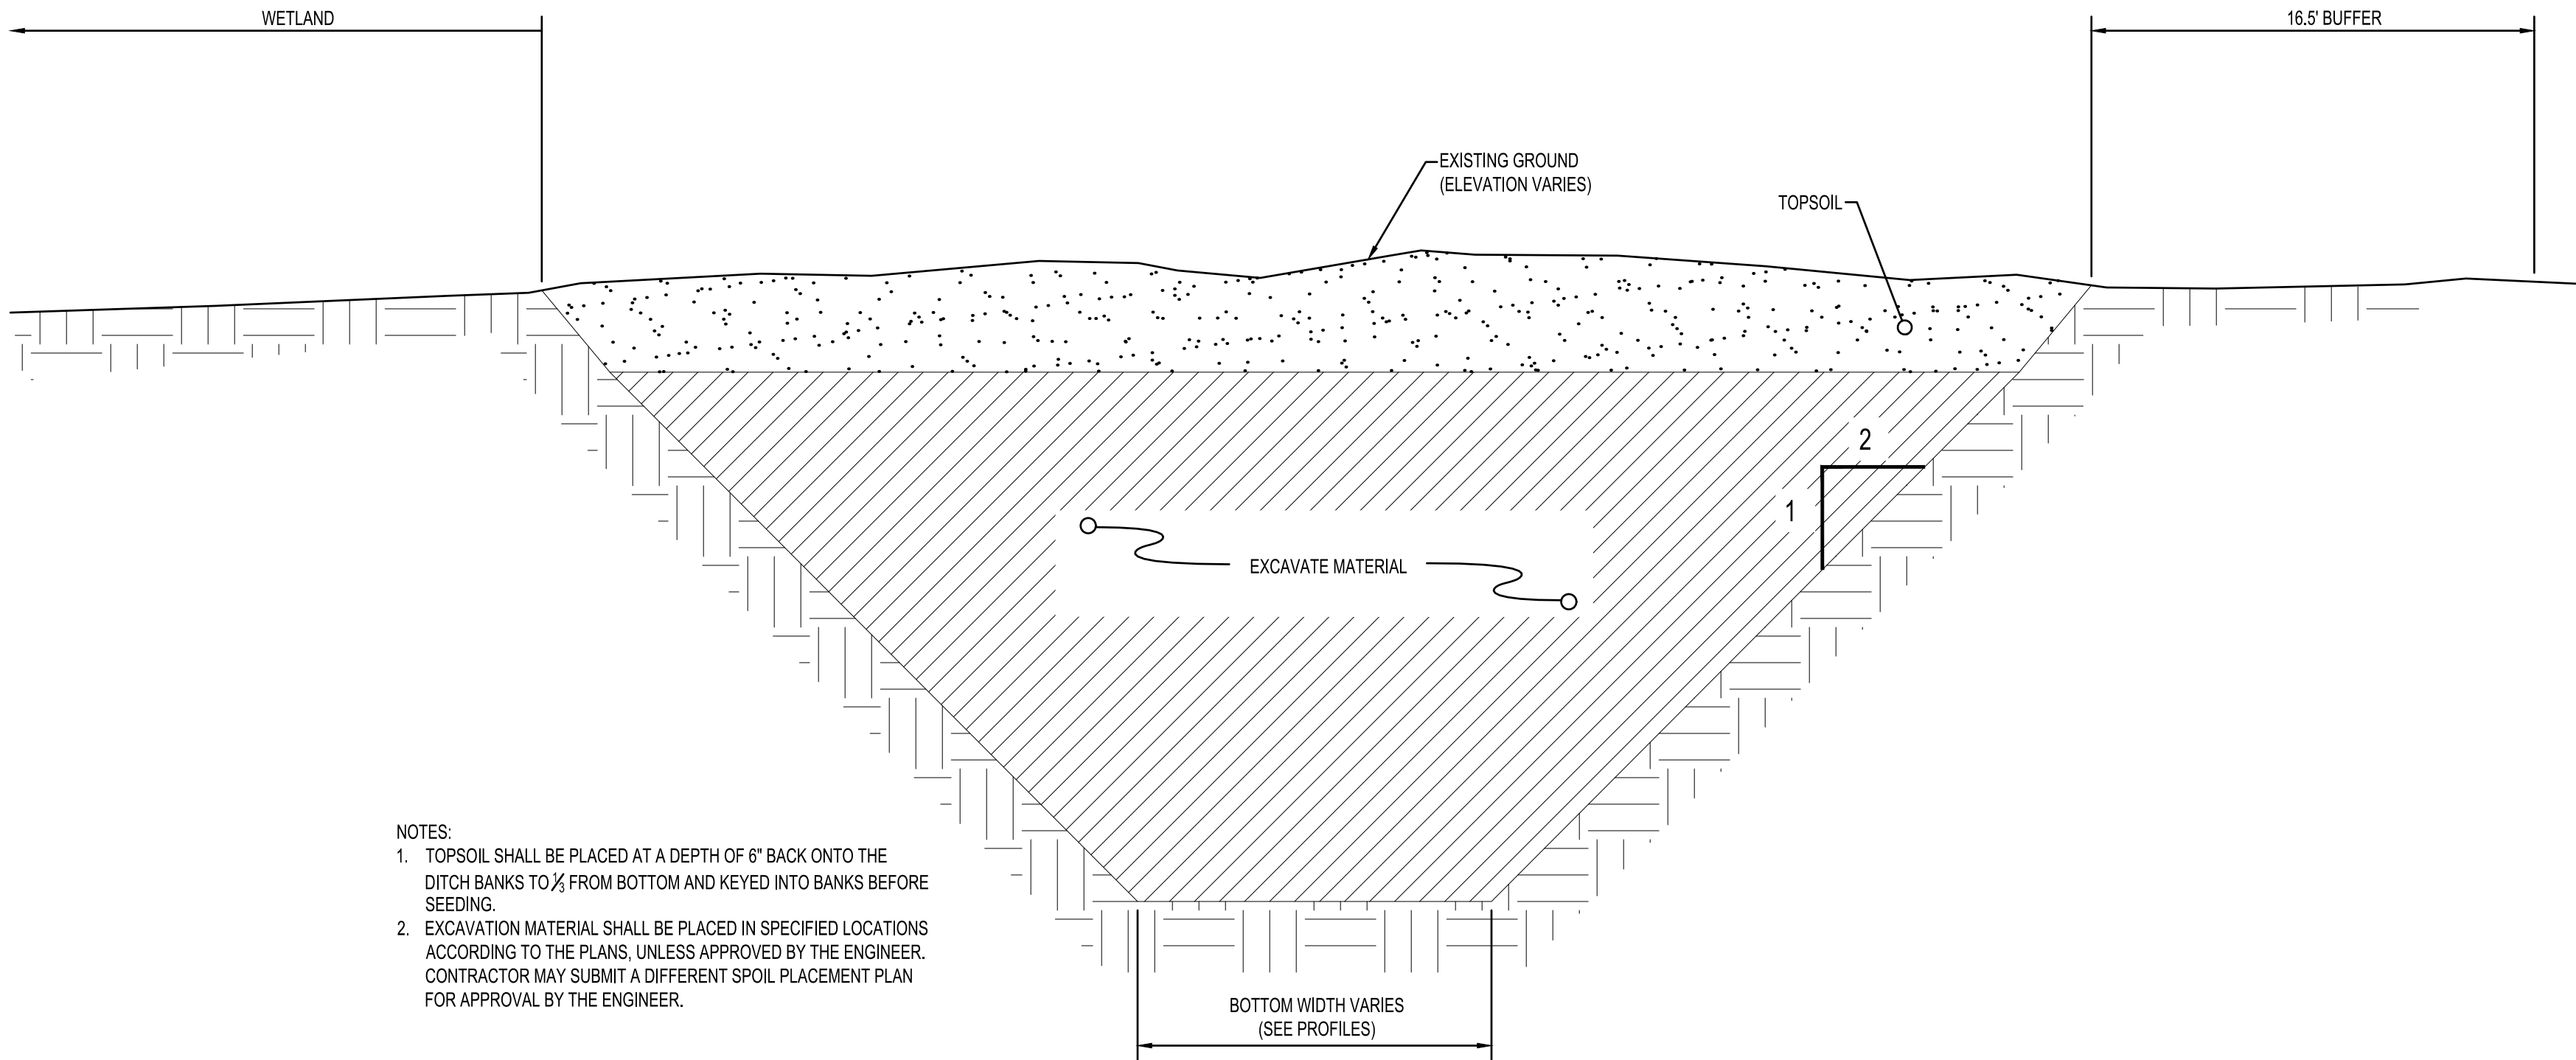 WETLAND
16.5' BUFFER
EXISTING GROUND
(ELEVATION VARIES)
TOPSOIL
2
1
EXCAVATE MATERIAL
NOTES:
1. TOPSOIL SHALL BE PLACED AT A DEPTH OF 6" BACK ONTO THE
DITCH BANKS TO 1/3 FROM BOTTOM AND KEYED INTO BANKS BEFORE
SEEDING.
2. EXCAVATION MATERIAL SHALL BE PLACED IN SPECIFIED LOCATIONS
ACCORDING TO THE PLANS, UNLESS APPROVED BY THE ENGINEER.
CONTRACTOR MAY SUBMIT A DIFFERENT SPOIL PLACEMENT PLAN
FOR APPROVAL BY THE ENGINEER.
BOTTOM WIDTH VARIES
(SEE PROFILES)